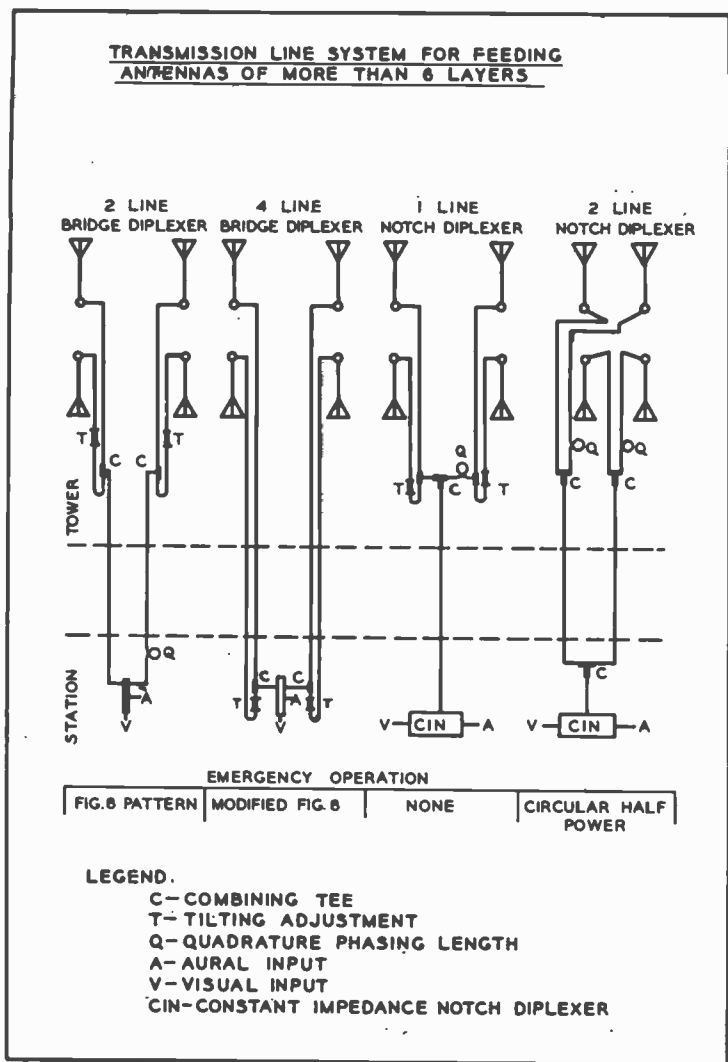 TRANSMISSION LINE SYSTEM FOR FEEDING
ANTENNAS OF MORE THAN 6 LAYERS
2 LINE
BRIDGE DIPLEXER
4 LINE
BRIDGE DIPLEXER
1 LINE
NOTCH DIPLEXER
2 LINE
NOTCH DIPLEXER
T
T
C
C
Q
T
C
T
Q
Q
C
C
TOWER
Q
A
V
C
C
T
A
T
V
V
CIN
A
C
V
CIN
A
STATION
EMERGENCY OPERATION
FIG.8 PATTERN
MODIFIED FIG.8
NONE
CIRCULAR HALF
POWER
LEGEND.
C-COMBINING TEE
T-TILTING ADJUSTMENT
Q-QUADRATURE PHASING LENGTH
A-AURAL INPUT
V-VISUAL INPUT
CIN-CONSTANT IMPEDANCE NOTCH DIPLEXER